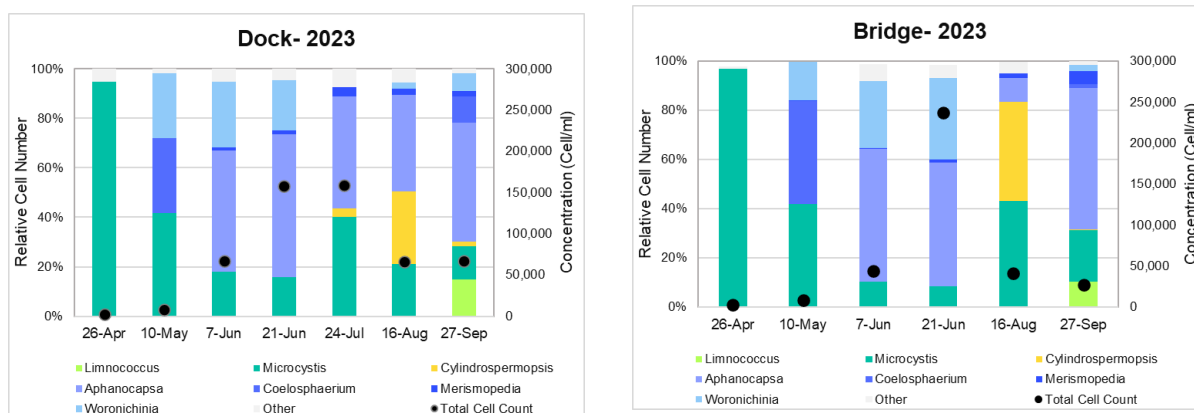 Dock- 2023
Relative Cell Number
100%
80%
60%
40%
20%
0%
300,000
250,000
200,000
150,000
100,000
50,000
0
Concentration (Cell/ml)
26-Apr 10-May 7-Jun 21-Jun 24-Jul 16-Aug 27-Sep
Limnococcus Microcystis Cylindrospermopsis
Aphanocapsa Coelosphaerium Merismopedia
Woronichinia Other Total Cell Count
Bridge- 2023
Relative Cell Number
100%
80%
60%
40%
20%
0%
300,000
250,000
200,000
150,000
100,000
50,000
0
Concentration (Cell/ml)
26-Apr 10-May 7-Jun 21-Jun 16-Aug 27-Sep
Limnococcus Microcystis Cylindrospermopsis
Aphanocapsa Coelosphaerium Merismopedia
Woronichinia Other Total Cell Count